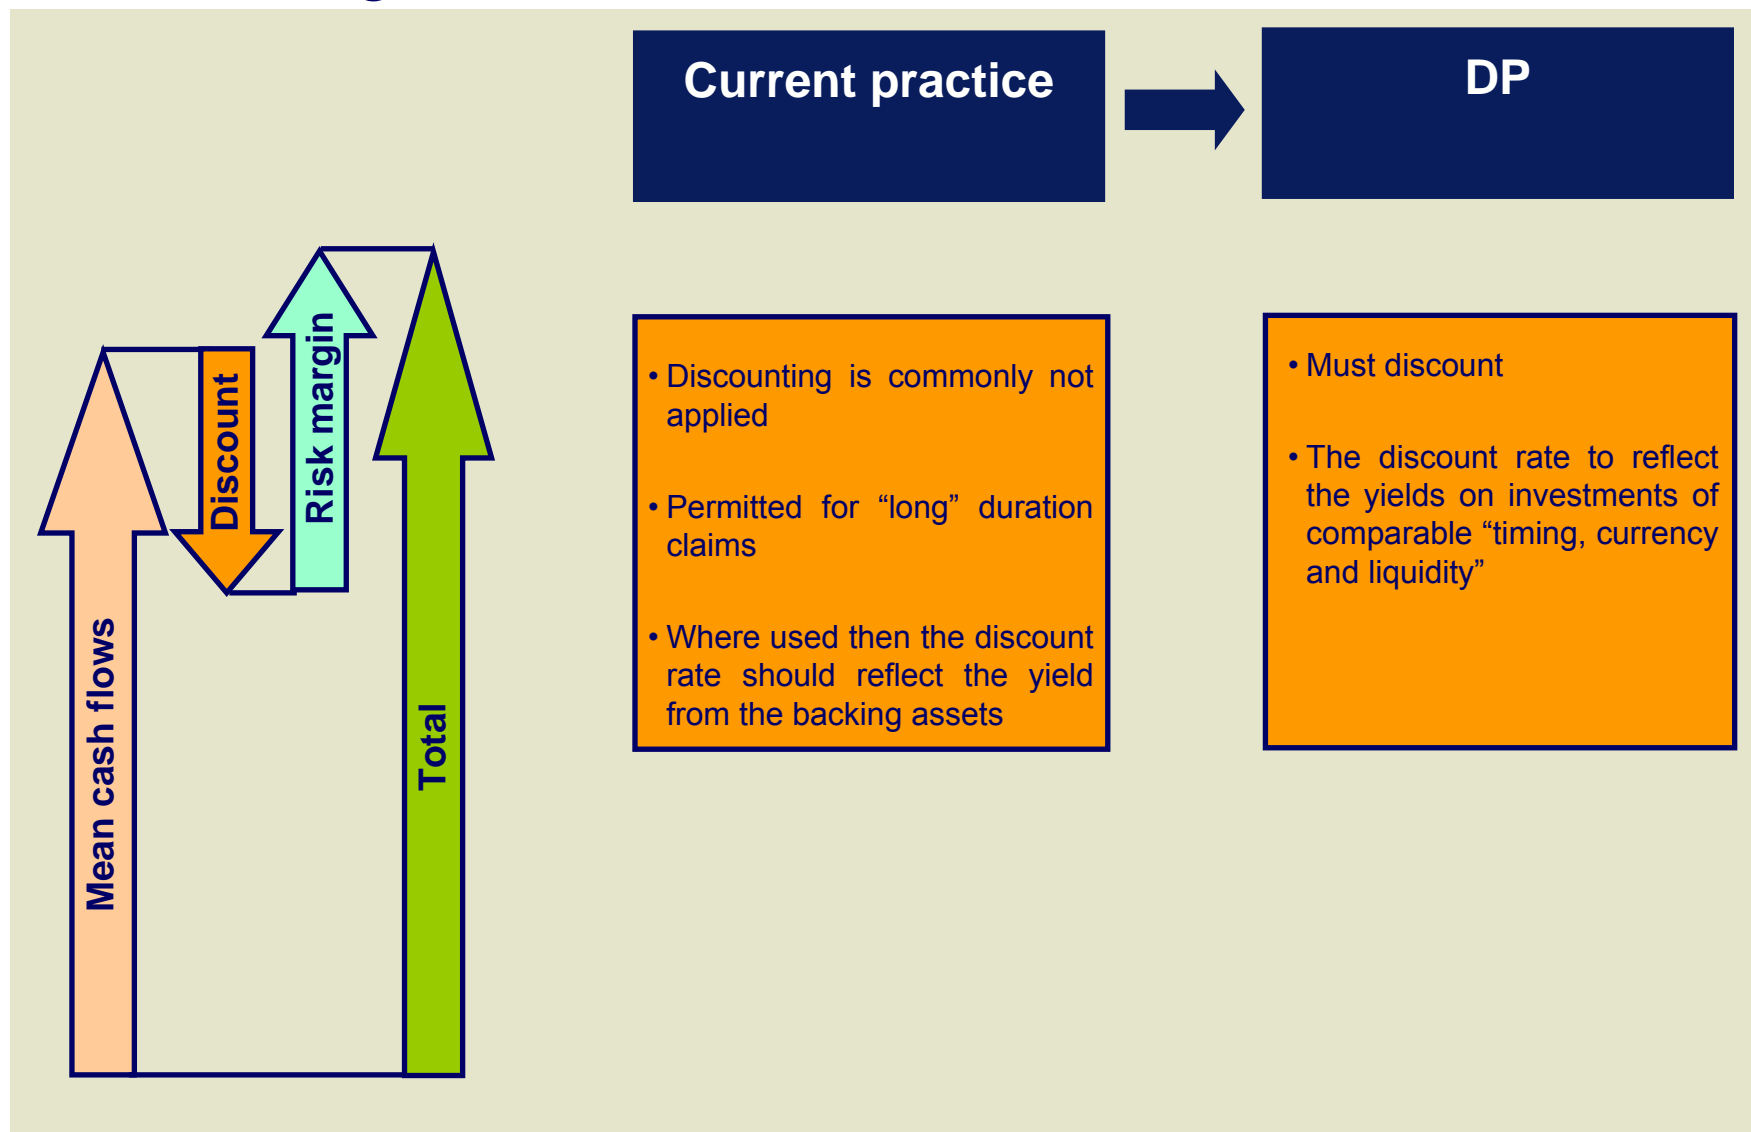 Current practice
DP
Mean cash flows
Discount
Risk margin
Total
• Discounting is commonly not
applied
• Permitted for “long” duration
claims
• Where used then the discount
rate should reflect the yield
from the backing assets
• Must discount
• The discount rate to reflect
the yields on investments of
comparable “timing, currency
and liquidity”